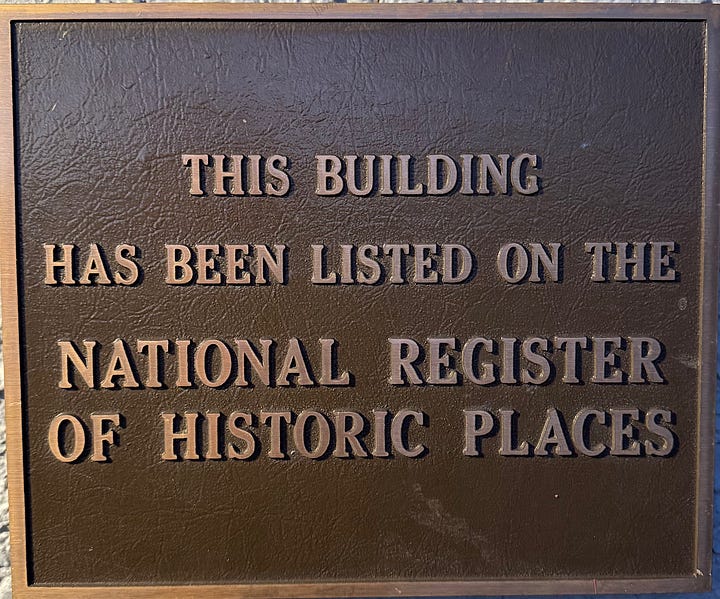 THIS BUILDING
HAS BEEN LISTED ON THE
NATIONAL REGISTER
OF HISTORIC PLACES